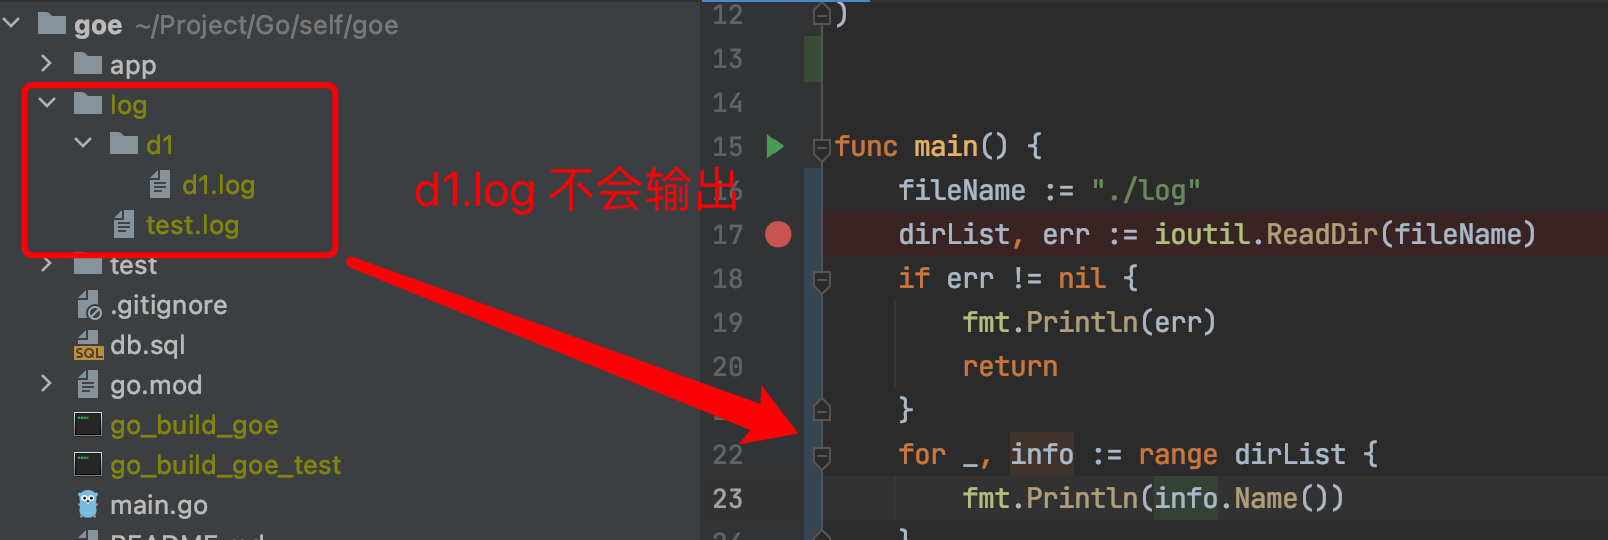 goe ~/Project/Go/self/goe
app
log
d1
d1.log
test.log
test
.gitignore
db.sql
go.mod
go_build_goe
go_build_goe_test
main.go
SQL
d1.log 不会输出
12 )
13
14
15 func main() {
16 fileName := "./log"
17 dirList, err := ioutil.ReadDir(fileName)
18 if err != nil {
19 fmt.Println(err)
20 return
}
22 for _, info := range dirList {
23 fmt.Println(info.Name())
24 }